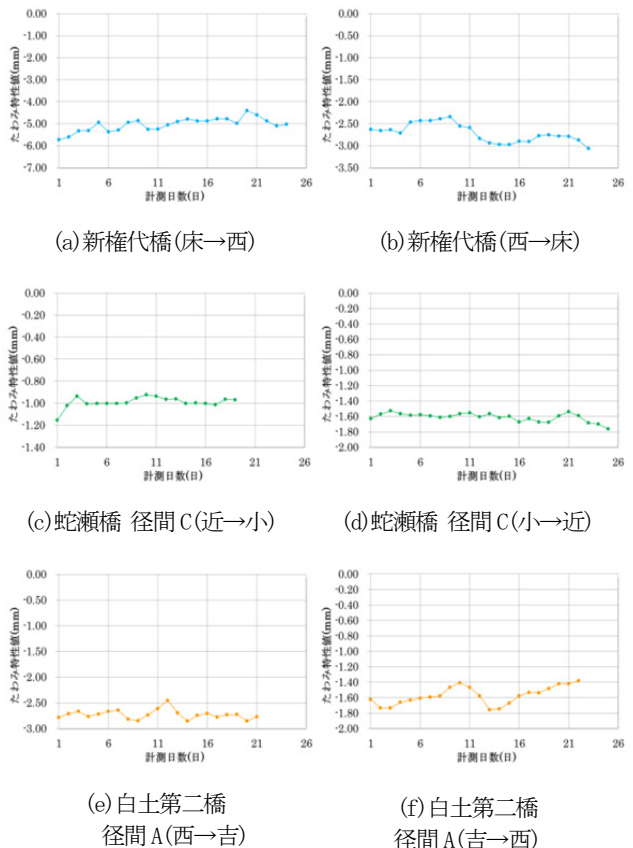 0.00
-1.00
-2.00
-3.00
-4.00
-5.00
-6.00
-7.00
たわみ特性値(mm)
1 6 11 16 21 26
計測日数(日)
(a)新権代橋(床→西)
0.00
-0.50
-1.00
-1.50
-2.00
-2.50
-3.00
-3.50
たわみ特性値(mm)
1 6 11 16 21 26
計測日数(日)
(b)新権代橋(西→床)
0.00
-0.20
-0.40
-0.60
-0.80
-1.00
-1.20
-1.40
たわみ特性値(mm)
1 6 11 16 21 26
計測日数(日)
(c)蛇瀬橋 径間C(近→小)
0.00
-0.20
-0.40
-0.60
-0.80
-1.00
-1.20
-1.40
-1.60
-1.80
-2.00
たわみ特性値(mm)
1 6 11 16 21 26
計測日数(日)
(d)蛇瀬橋 径間C(小→近)
0.00
-0.50
-1.00
-1.50
-2.00
-2.50
-3.00
たわみ特性値(mm)
1 6 11 16 21 26
計測日数(日)
(e)白土第二橋
径間A(西→吉)
0.00
-0.20
-0.40
-0.60
-0.80
-1.00
-1.20
-1.40
-1.60
-1.80
-2.00
たわみ特性値(mm)
1 6 11 16 21 26
計測日数(日)
(f)白土第二橋
径間A(吉→西)